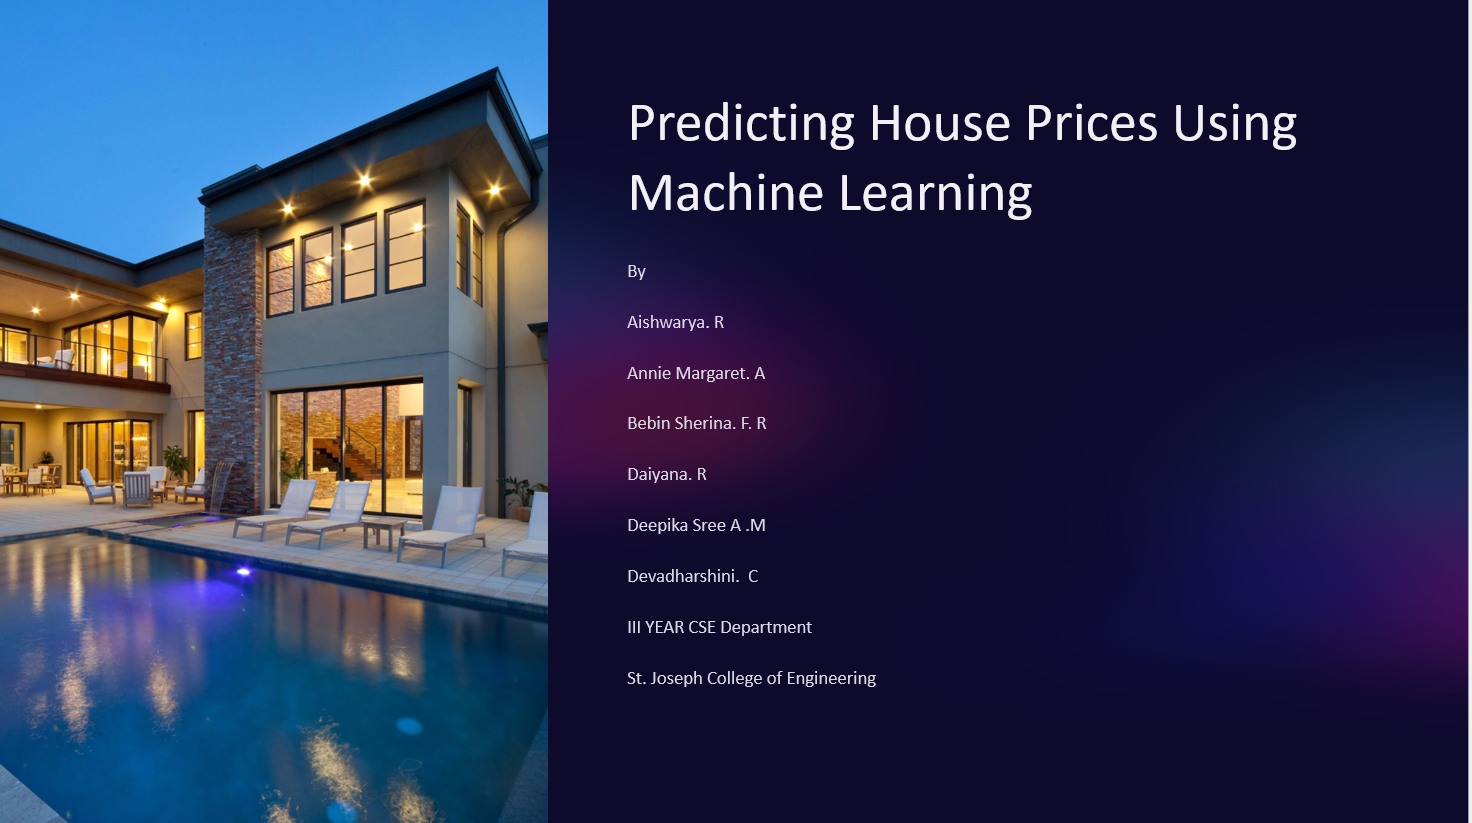 Predicting House Prices Using
Machine Learning
By
Aishwarya. R
Annie Margaret. A
Bebin Sherina. F. R
Daiyana. R
Deepika Sree A .M
Devadharshini.  C
III YEAR CSE Department
St. Joseph College of Engineering